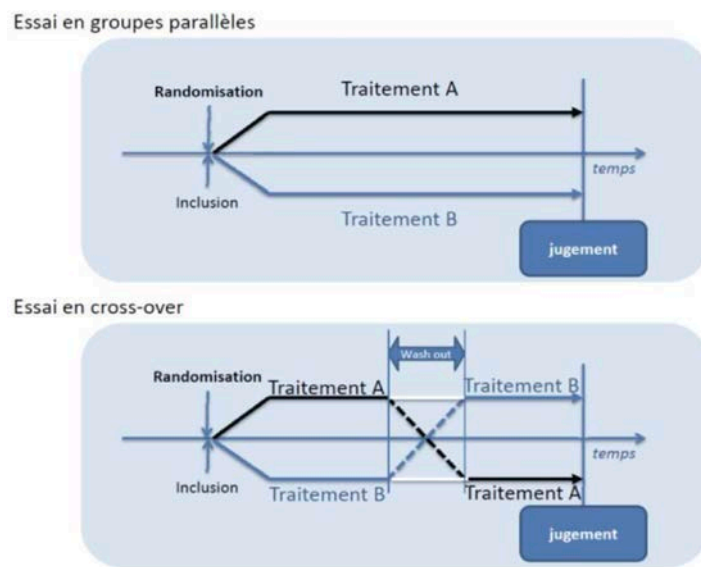 Essai en groupes parallèles
Randomisation
Traitement A
temps
Inclusion
Traitement B
jugement
Essai en cross-over
Wash out
Randomisation
Traitement A
Traitement B
temps
Inclusion
Traitement B
Traitement A
jugement